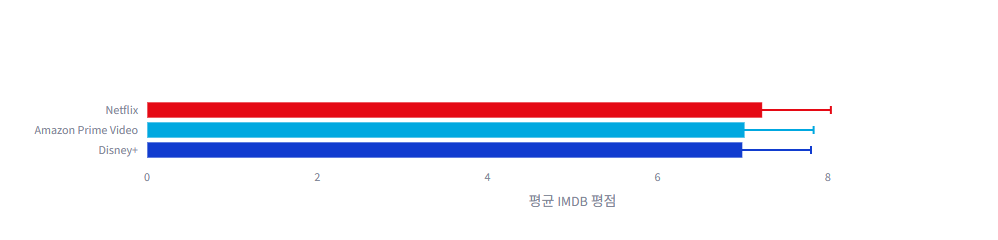 Netflix
Amazon Prime Video
Disney+
0 2 4 6 8
평균 IMDB 평점